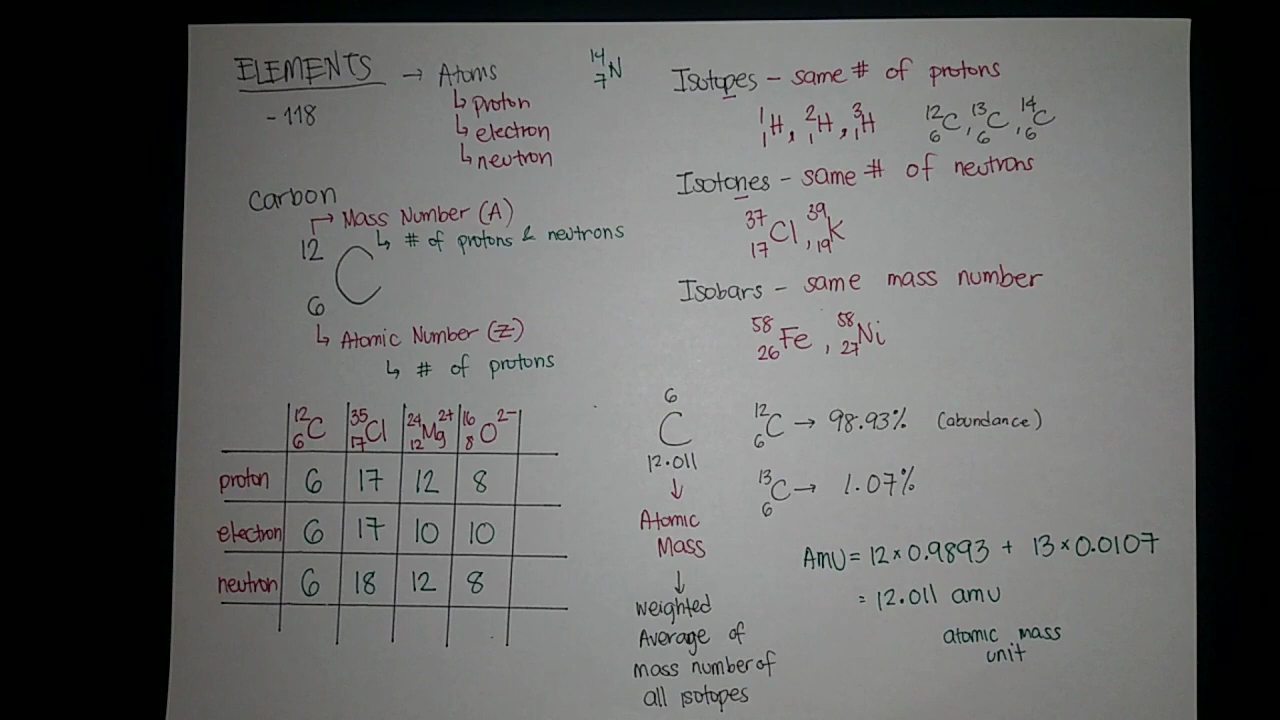 ELEMENTS → Atoms
- 118
↳ proton
↳ electron
↳ neutron
14 7 N
Carbon
12 → Mass Number (A)
↳ # of protons & neutrons
C
6
↳ Atomic Number (Z)
↳ # of protons
12 6 C 35 17 Cl 24 12 Mg 2+ 16 8 O 2-
proton 6 17 12 8
electron 6 17 10 10
neutron 6 18 12 8
Isotopes - same # of protons
1 1 H, 2 1 H, 3 1 H 12 6 C, 13 6 C, 14 6 C
Isotones - same # of neutrons
37 17 Cl, 39 19 K
Isobars - same mass number
58 26 Fe, 58 27 Ni
6
C
12.011
↓
Atomic
Mass
↓
weighted
Average of
mass number of
all isotopes
12 6 C → 98.93% (abundance)
13 6 C → 1.07%
AmU = 12 × 0.9893 + 13 × 0.0107
= 12.011 amu
atomic mass
unit